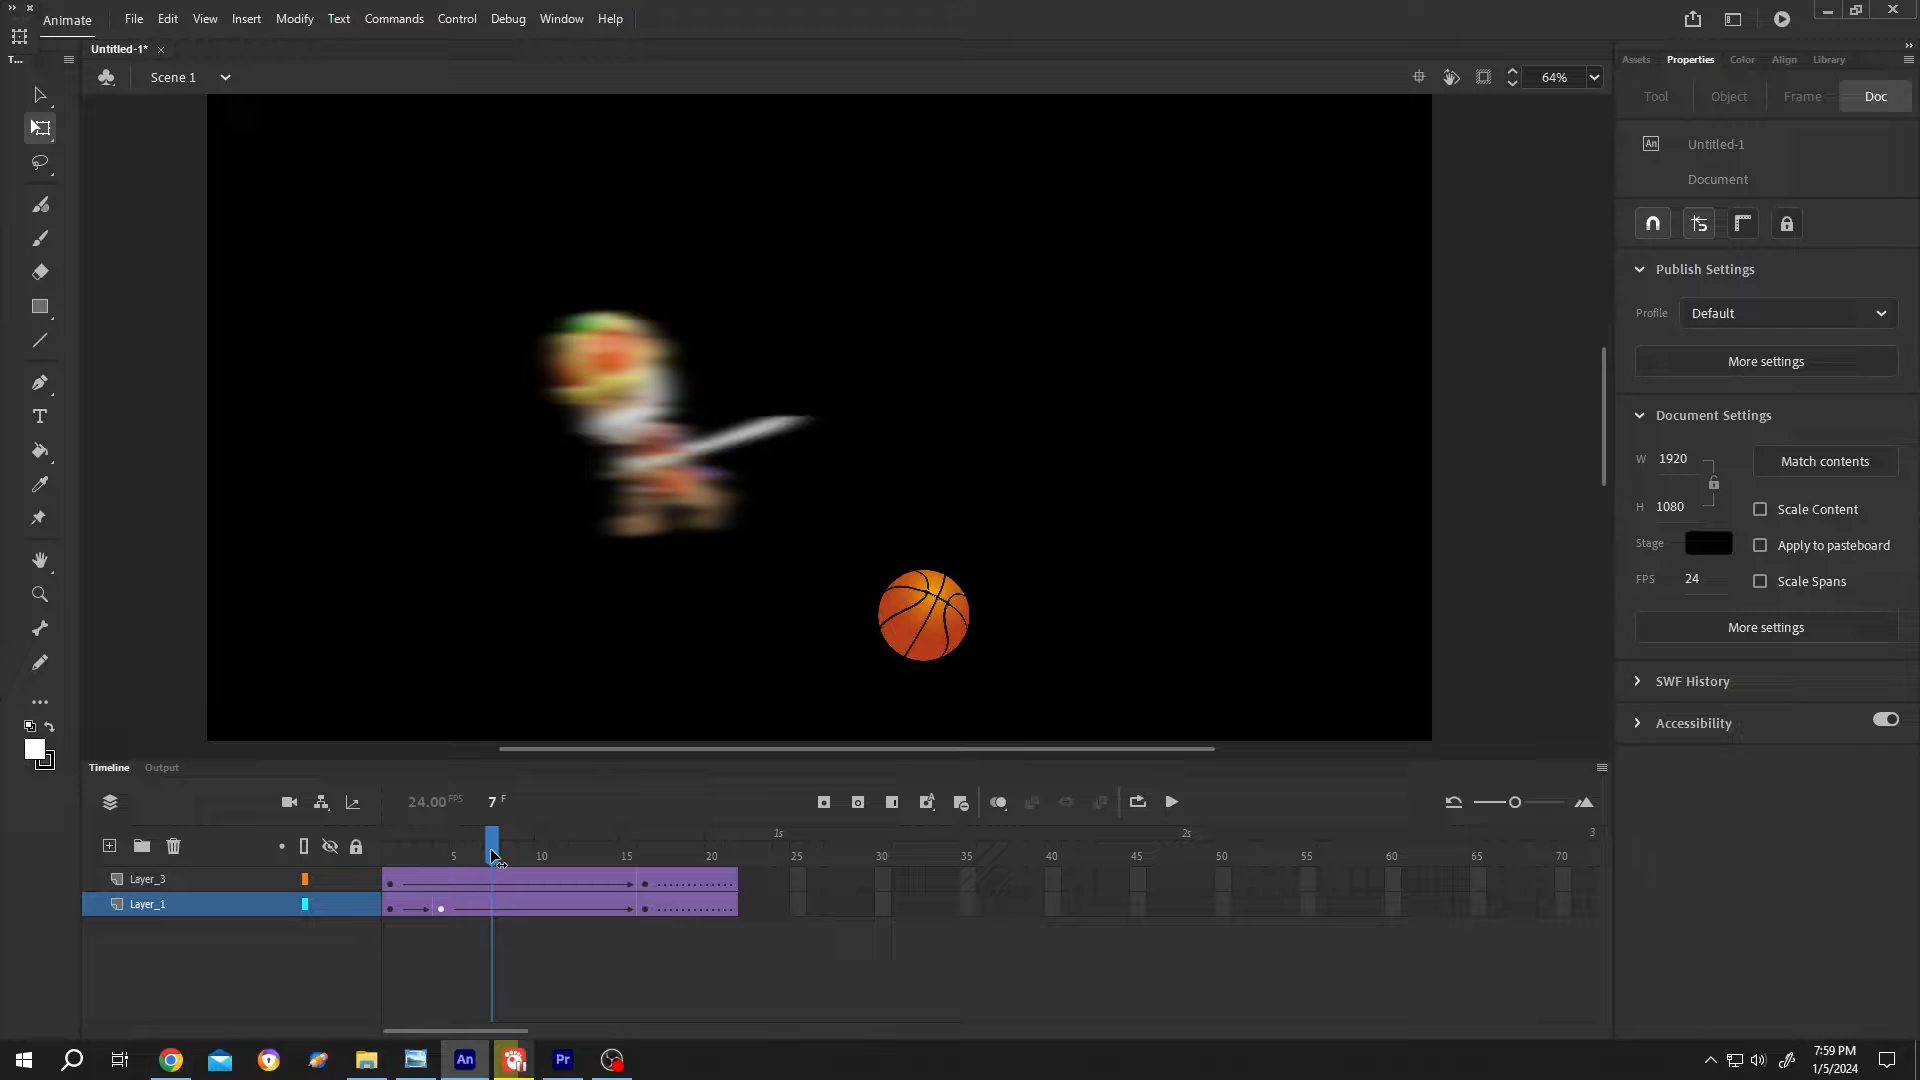 Animate
File Edit View Insert Modify Text Commands Control Debug Window Help
Untitled-1*
T...
Scene 1
64%
Assets Properties Color Align Library
Tool Object Frame Doc
An Untitled-1
Document
Publish Settings
Profile Default
More settings
Document Settings
W 1920
Match contents
H 1080
Scale Content
Stage
Apply to pasteboard
FPS 24
Scale Spans
More settings
SWF History
Accessibility
Timeline Output
24.00 FPS 7 F
1s 2s 3
5 10 15 20 25 30 35 40 45 50 55 60 65 70
Layer_3
Layer_1
An Pr
7:59 PM
1/5/2024